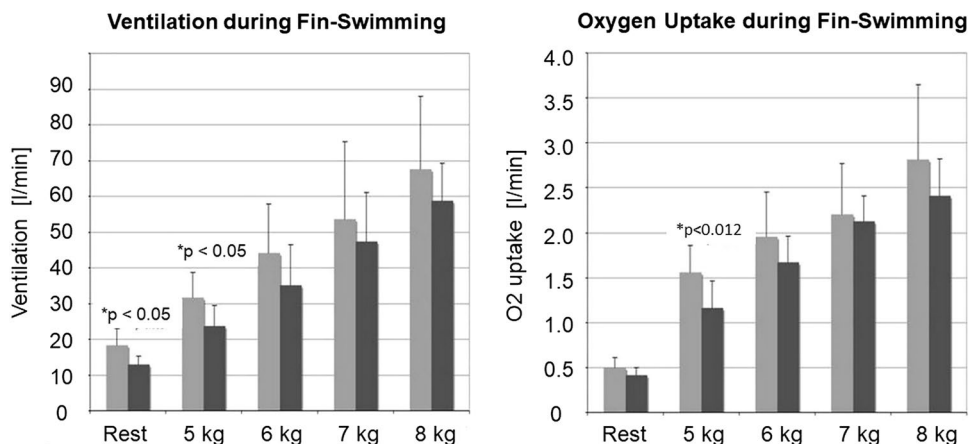 Ventilation during Fin-Swimming
Ventilation [l/min]
90
80
70
60
50
40
30
20
10
0
*p < 0.05
*p < 0.05
Rest 5 kg 6 kg 7 kg 8 kg
Oxygen Uptake during Fin-Swimming
O2 uptake [l/min]
4.0
3.5
3.0
2.5
2.0
1.5
1.0
0.5
0
*p<0.012
Rest 5 kg 6 kg 7 kg 8 kg